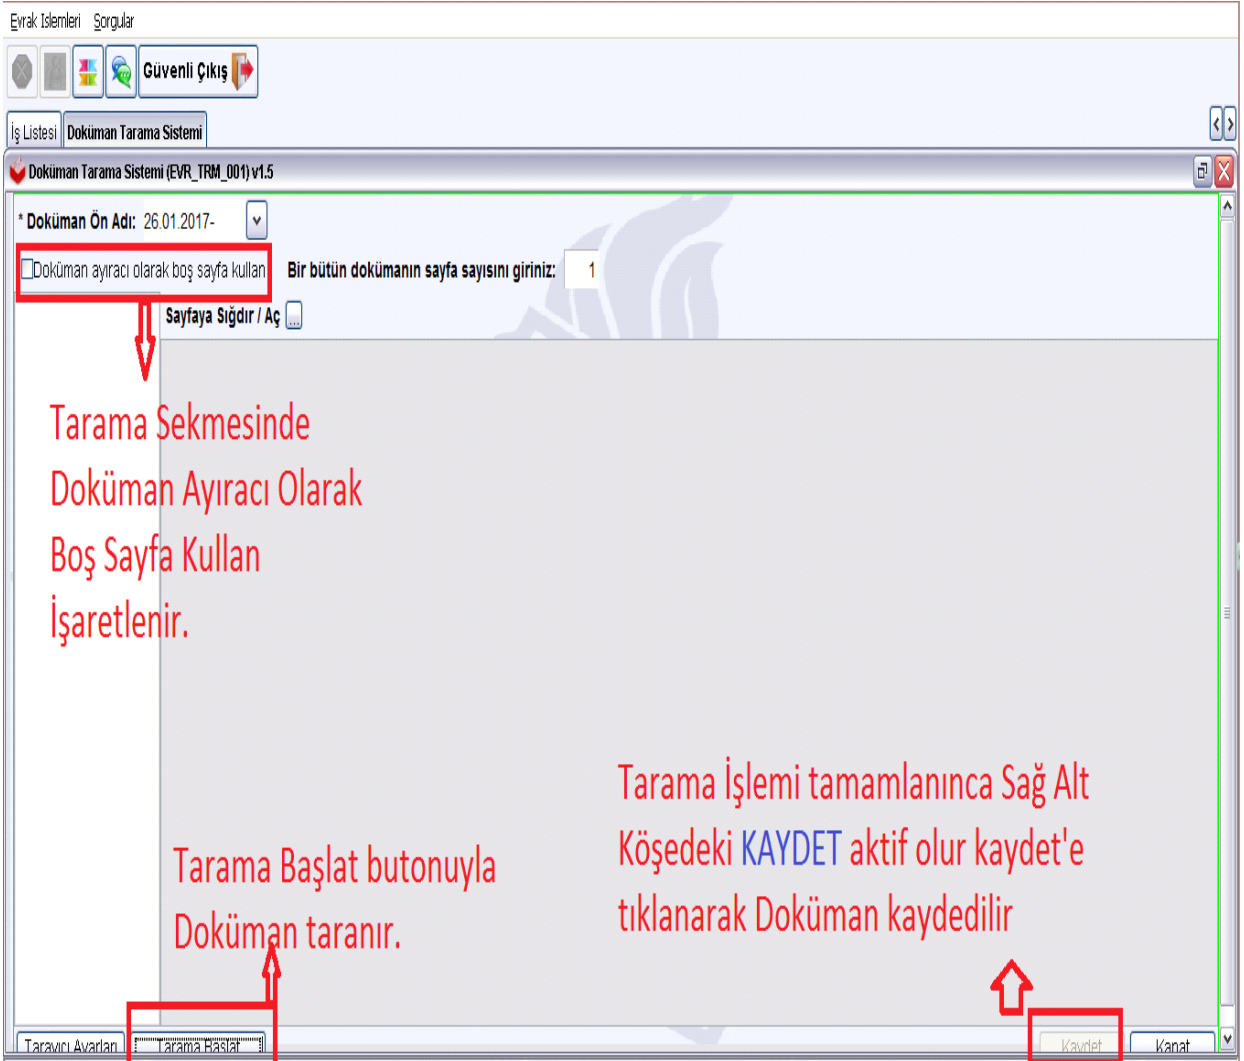 Evrak Islemleri Sorgular
Güvenli Çıkış
İş Listesi Doküman Tarama Sistemi
Doküman Tarama Sistemi (EVR_TRM_001) v1.5
* Doküman Ön Adı: 26.01.2017-
Doküman ayıracı olarak boş sayfa kullan Bir bütün dokümanın sayfa sayısını giriniz: 1
Sayfaya Sığdır / Aç ...
Tarama Sekmesinde
Doküman Ayıracı Olarak
Boş Sayfa Kullan
İşaretlenir.
Tarama İşlemi tamamlanınca Sağ Alt
Köşedeki KAYDET aktif olur kaydet'e
tıklanarak Doküman kaydedilir
Tarama Başlat butonuyla
Doküman taranır.
Tarayıcı Ayarları Tarama Başlat Kaydet Kapat